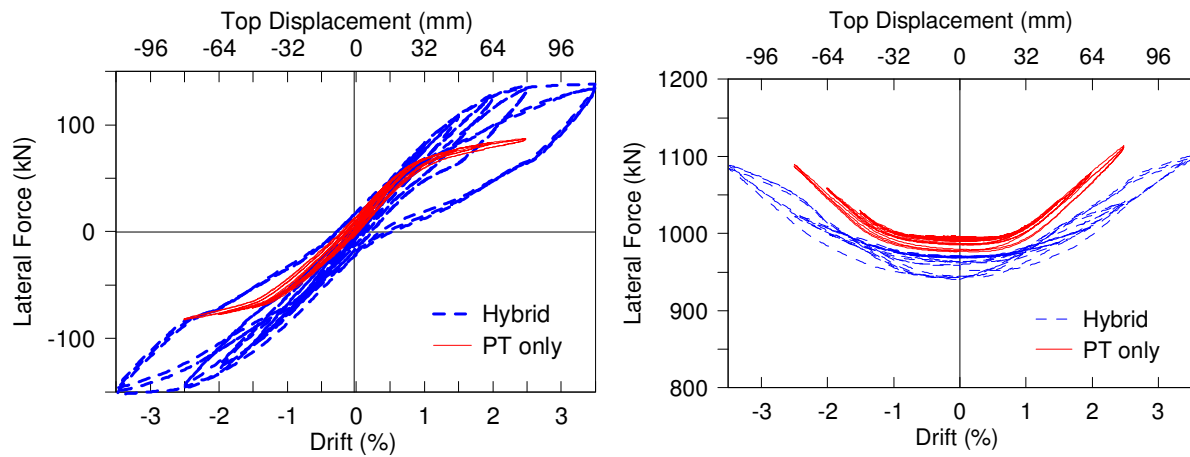 Top Displacement (mm)
-96 -64 -32 0 32 64 96
Lateral Force (kN)
100
0
-100
Hybrid
PT only
-3 -2 -1 0 1 2 3
Drift (%)
Top Displacement (mm)
-96 -64 -32 0 32 64 96
Lateral Force (kN)
1200
1100
1000
900
800
Hybrid
PT only
-3 -2 -1 0 1 2 3
Drift (%)